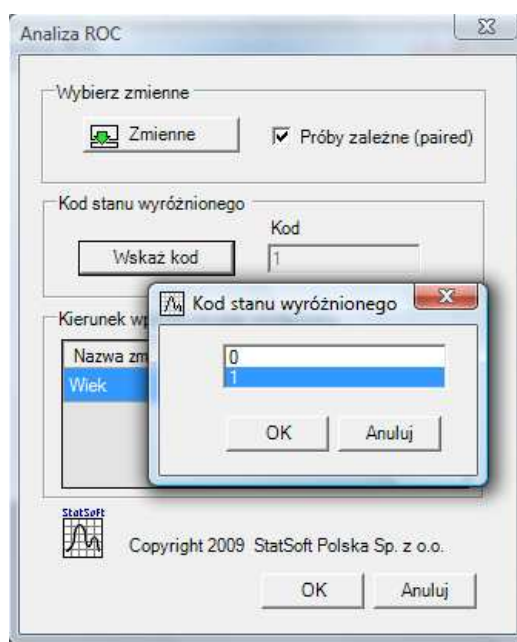 Analiza ROC
Wybierz zmienne
Zmienne
Próby zależne (paired)
Kod stanu wyróżnionego
Kod
Wskaż kod
1
Kod stanu wyróżnionego
0
1
OK Anuluj
Kierunek
Nazwa
Wiek
StatSoft
Copyright 2009 StatSoft Polska Sp. z o.o.
OK Anuluj